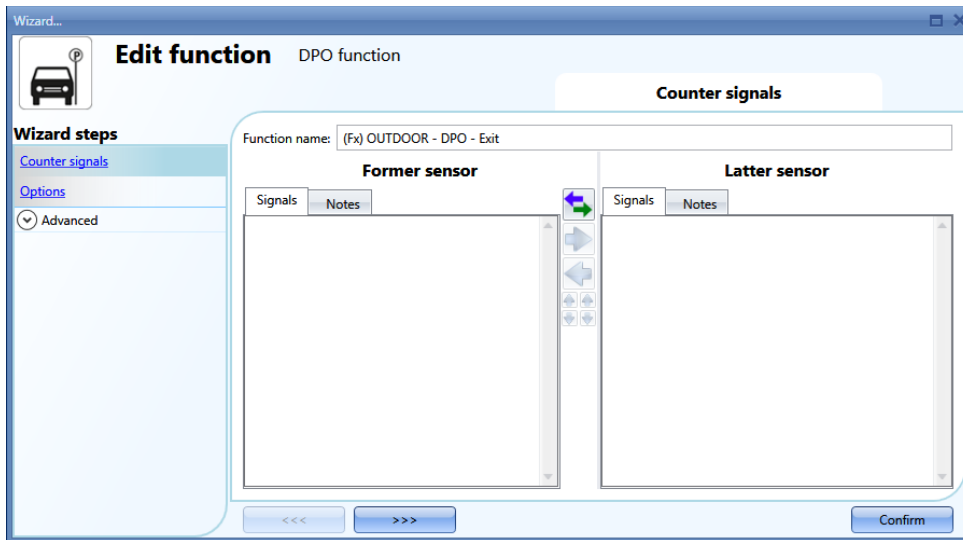 Wizard...
P
Edit function
DPO function
Counter signals
Wizard steps
Counter signals
Options
Advanced
Function name: (Fx) OUTDOOR - DPO - Exit
Former sensor
Latter sensor
Signals Notes
Signals Notes
<<<
>>>
Confirm